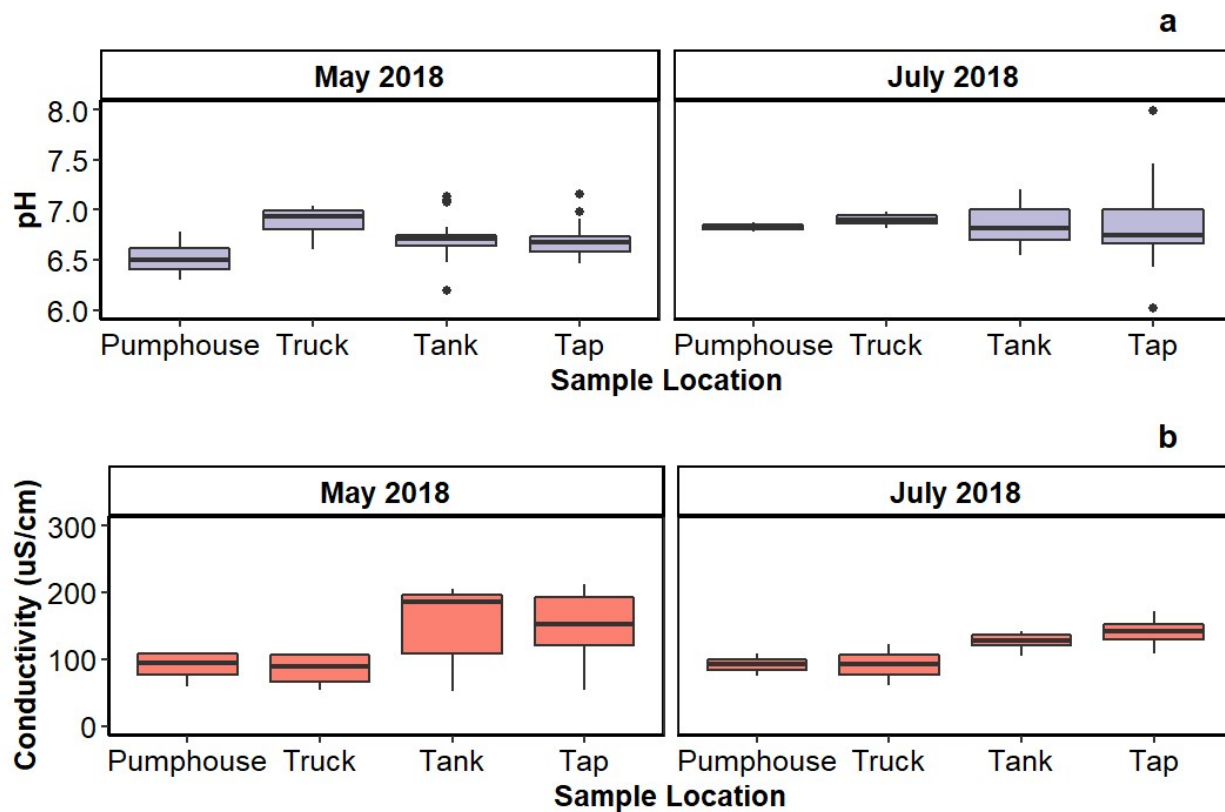 a
May 2018 July 2018
pH
8.0
7.5
7.0
6.5
6.0
Pumphouse Truck Tank Tap Pumphouse Truck Tank Tap
Sample Location
b
May 2018 July 2018
Conductivity (uS/cm)
300
200
100
0
Pumphouse Truck Tank Tap Pumphouse Truck Tank Tap
Sample Location